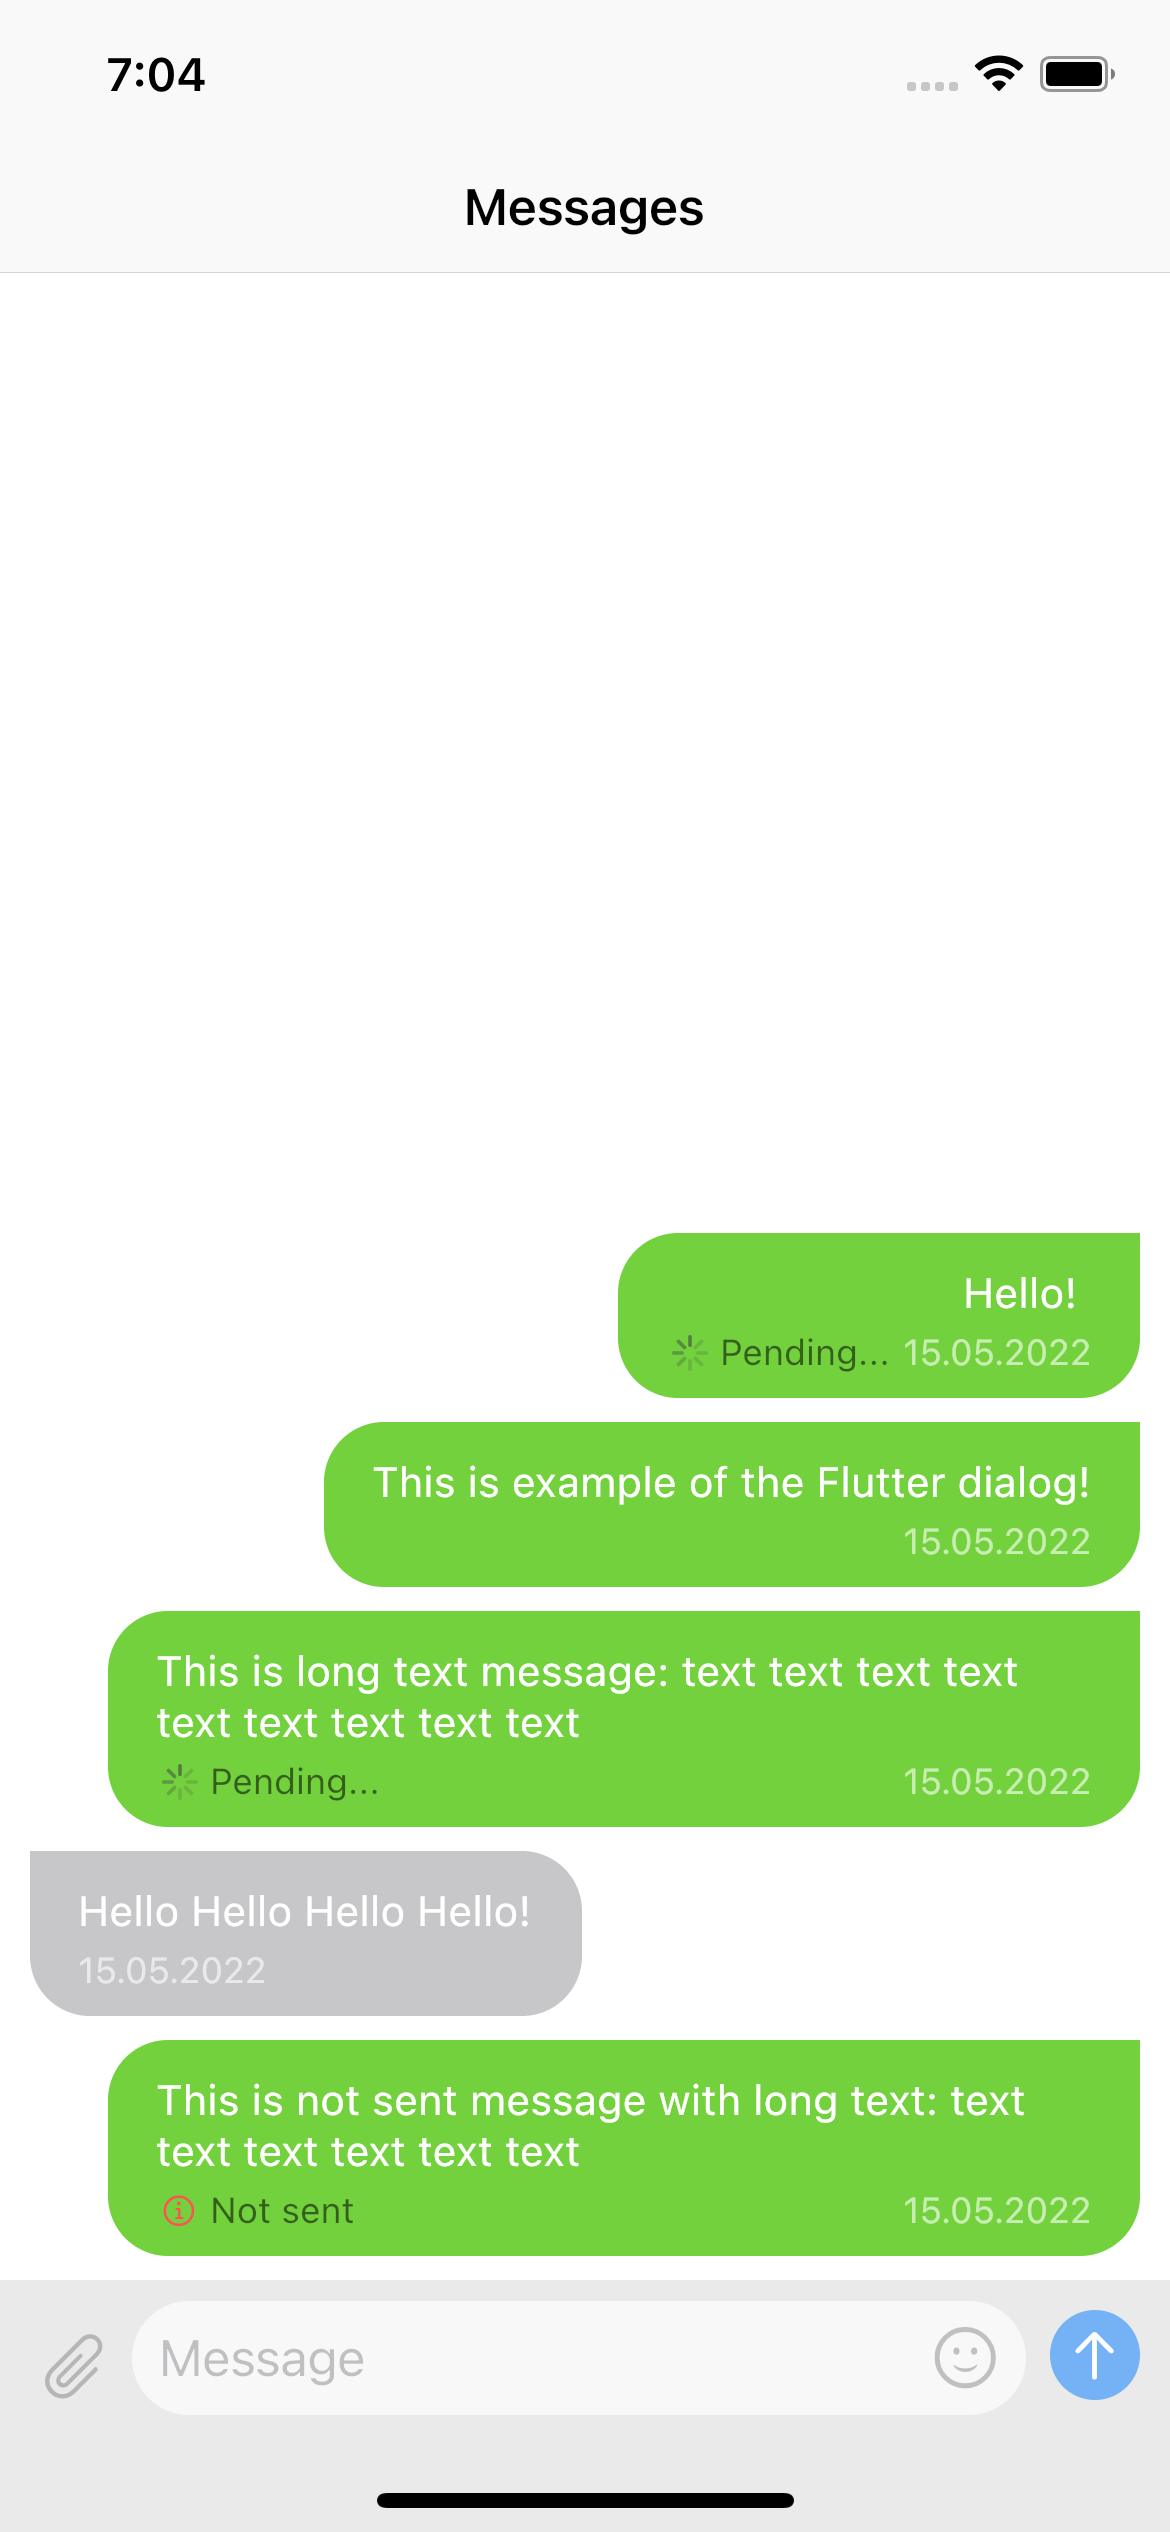 7:04
Messages
Hello!
Pending... 15.05.2022
This is example of the Flutter dialog!
15.05.2022
This is long text message: text text text text
text text text text text
Pending... 15.05.2022
Hello Hello Hello Hello!
15.05.2022
This is not sent message with long text: text
text text text text text
Not sent 15.05.2022
Message